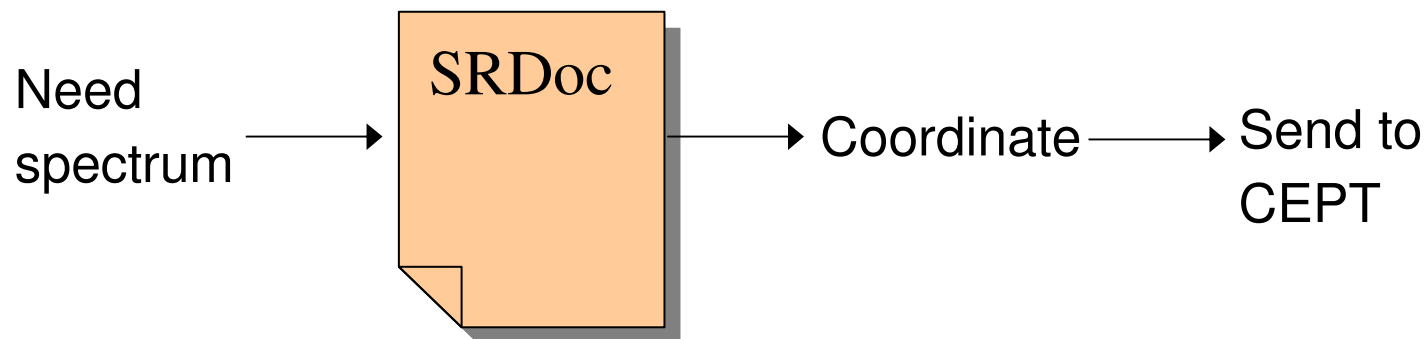 Need
spectrum
SRDoc
Coordinate
Send to
CEPT